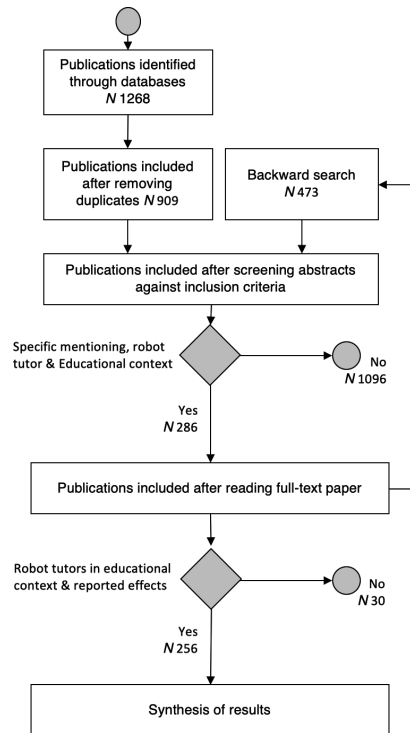 Publications identified
through databases
N 1268
Publications included
after removing
duplicates N 909
Backward search
N 473
Publications included after screening abstracts
against inclusion criteria
Specific mentioning, robot
tutor & Educational context
No
N 1096
Yes
N 286
Publications included after reading full-text paper
Robot tutors in educational
context & reported effects
No
N 30
Yes
N 256
Synthesis of results